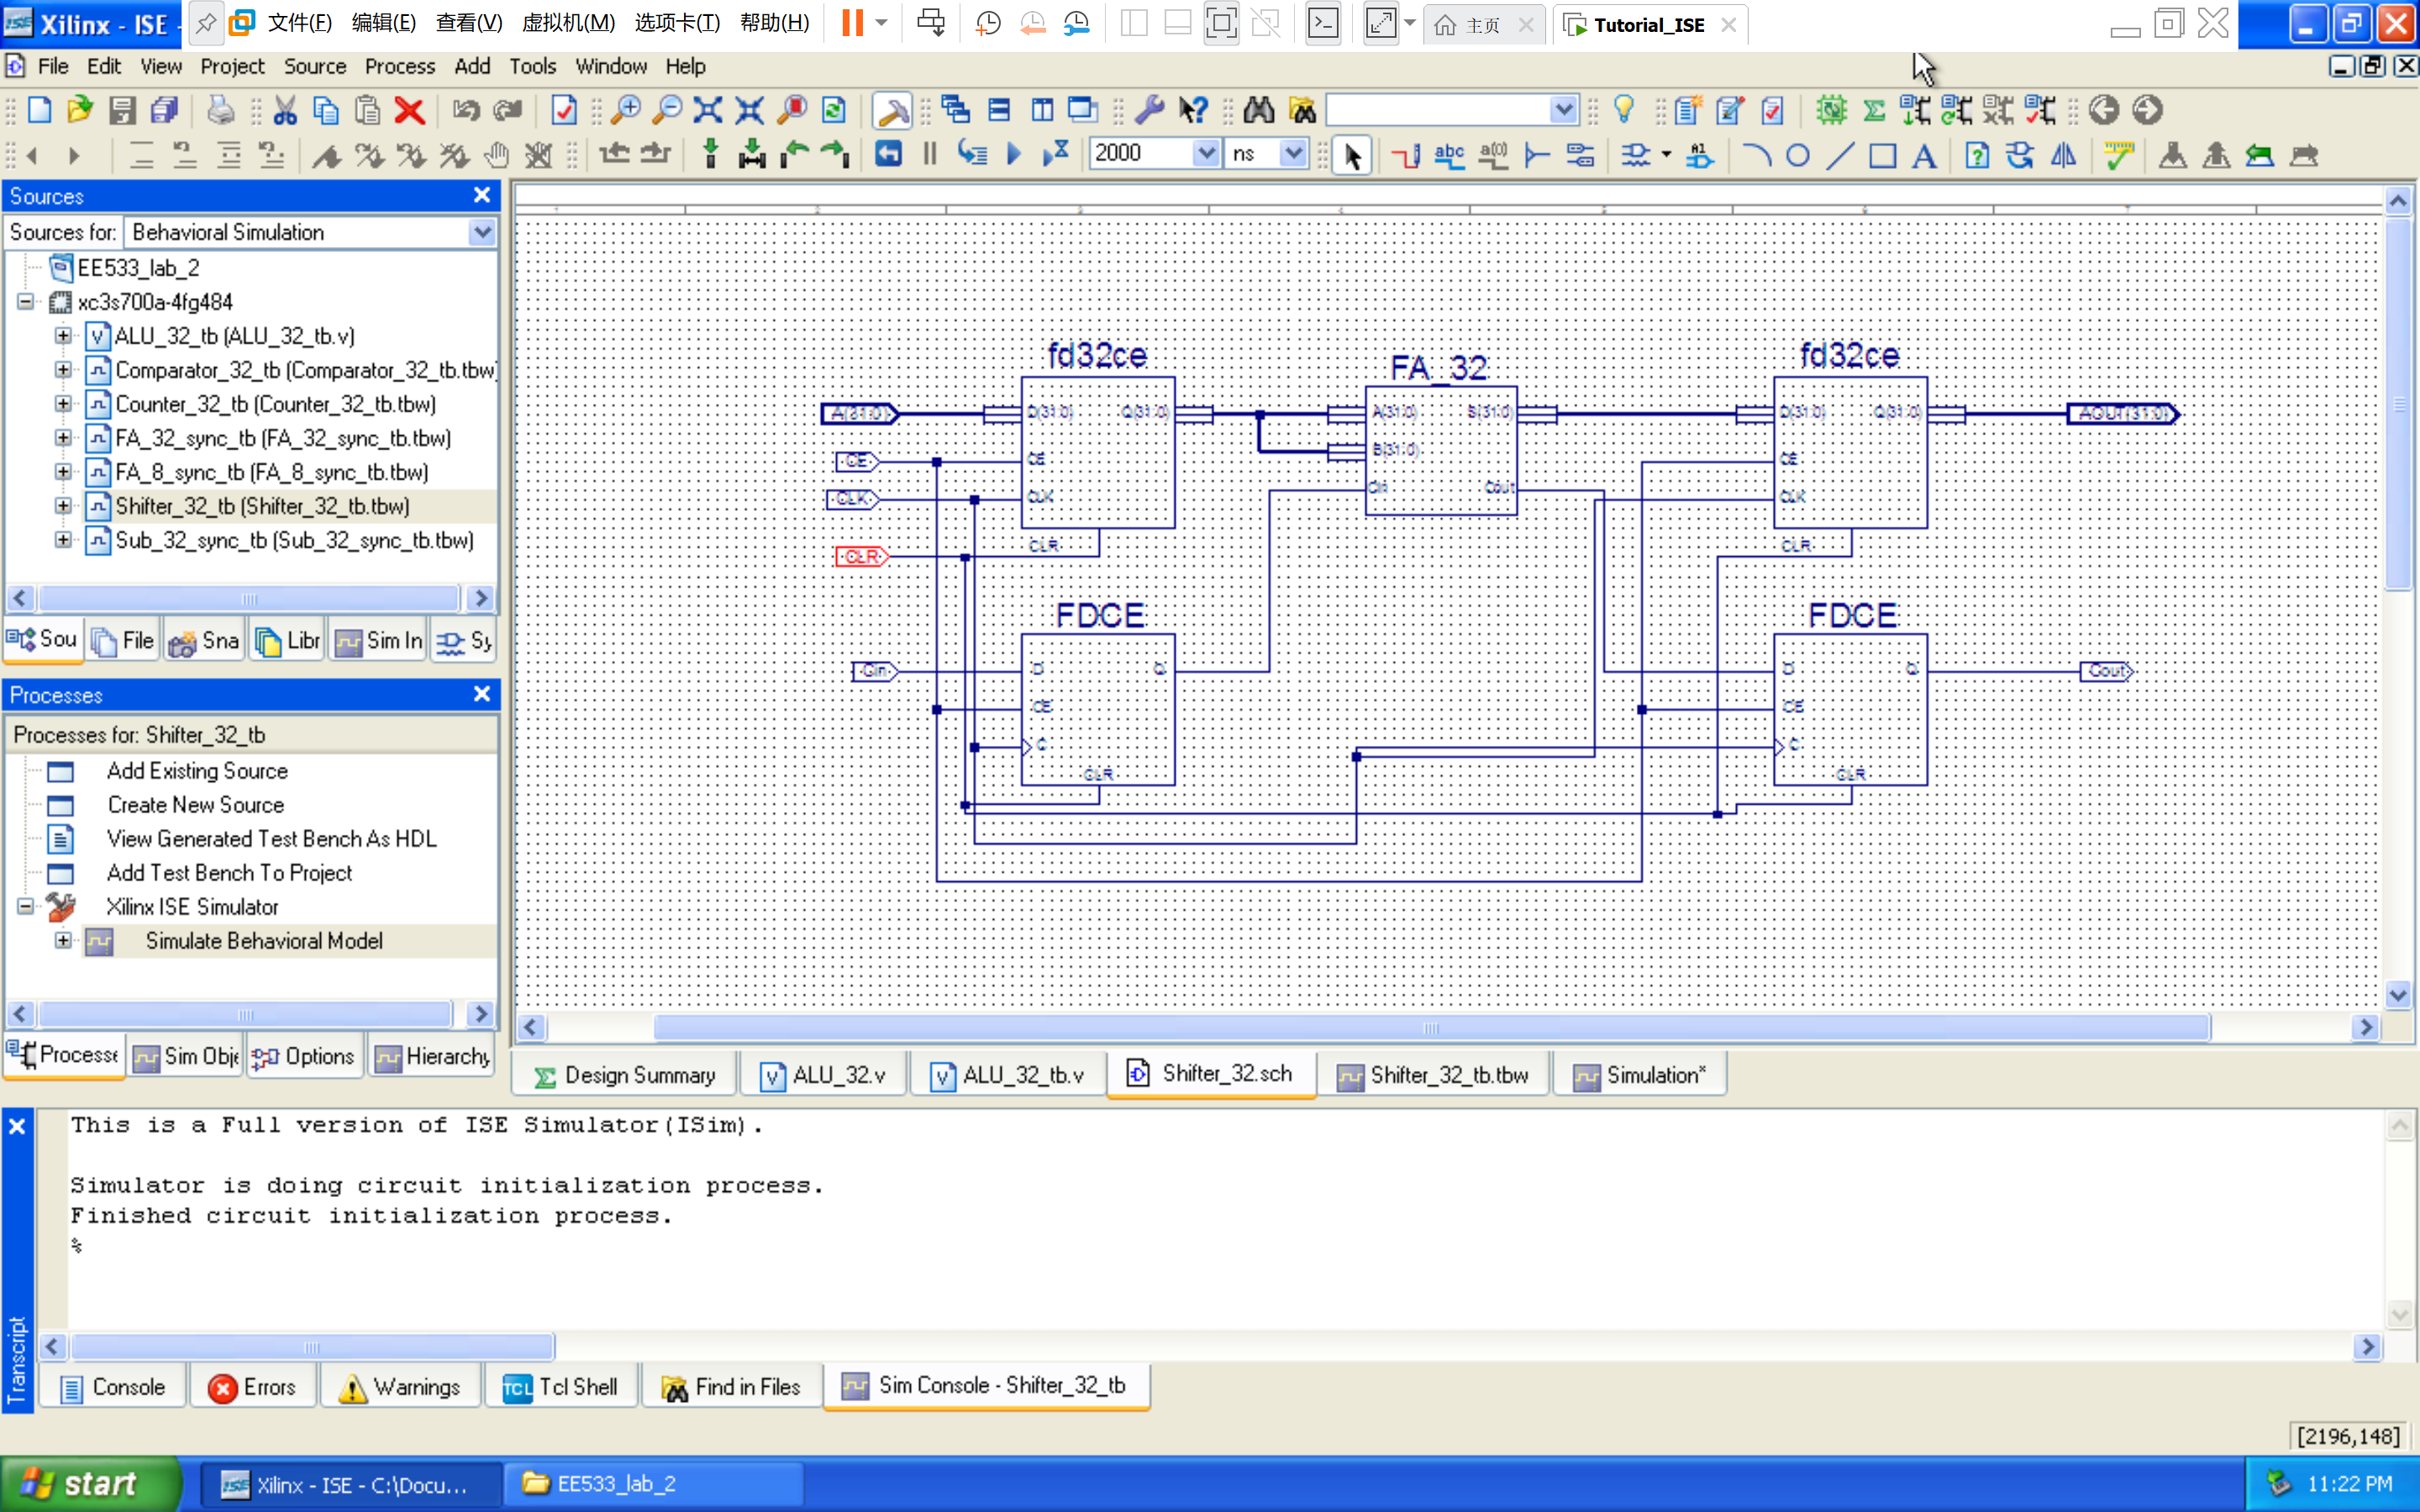 Xilinx - ISE -
文件(F) 编辑(E) 查看(V) 虚拟机(M) 选项卡(T) 帮助(H)
主页
Tutorial_ISE
File Edit View Project Source Process Add Tools Window Help
2000 ns
Sources
Sources for: Behavioral Simulation
EE533_lab_2
xc3s700a-4fg484
ALU_32_tb (ALU_32_tb.v)
Comparator_32_tb (Comparator_32_tb.tbw
Counter_32_tb (Counter_32_tb.tbw)
FA_32_sync_tb (FA_32_sync_tb.tbw)
FA_8_sync_tb (FA_8_sync_tb.tbw)
Shifter_32_tb (Shifter_32_tb.tbw)
Sub_32_sync_tb (Sub_32_sync_tb.tbw)
Sou File Sna Libr Sim In Sy
Processes
Processes for: Shifter_32_tb
Add Existing Source
Create New Source
View Generated Test Bench As HDL
Add Test Bench To Project
Xilinx ISE Simulator
Simulate Behavioral Model
Processe Sim Obje Options Hierarchy
fd32ce FA_32 fd32ce
A(31:0) D(31:0) Q(31:0) A(31:0) S(31:0) D(31:0) Q(31:0) AOUT(31:0)
B(31:0)
CE CE CE
CLK CLK Cin Cout CLK
CLR CLR CLR
FDCE FDCE
Cin D Q D Q Cout
CE CE
C C
CLR CLR
Design Summary ALU_32.v ALU_32_tb.v Shifter_32.sch Shifter_32_tb.tbw Simulation*
This is a Full version of ISE Simulator(ISim).
Simulator is doing circuit initialization process.
Finished circuit initialization process.
%
Transcript
Console Errors Warnings Tcl Shell Find in Files Sim Console - Shifter_32_tb
[2196,148]
start Xilinx - ISE - C:\Docu... EE533_lab_2 11:22 PM